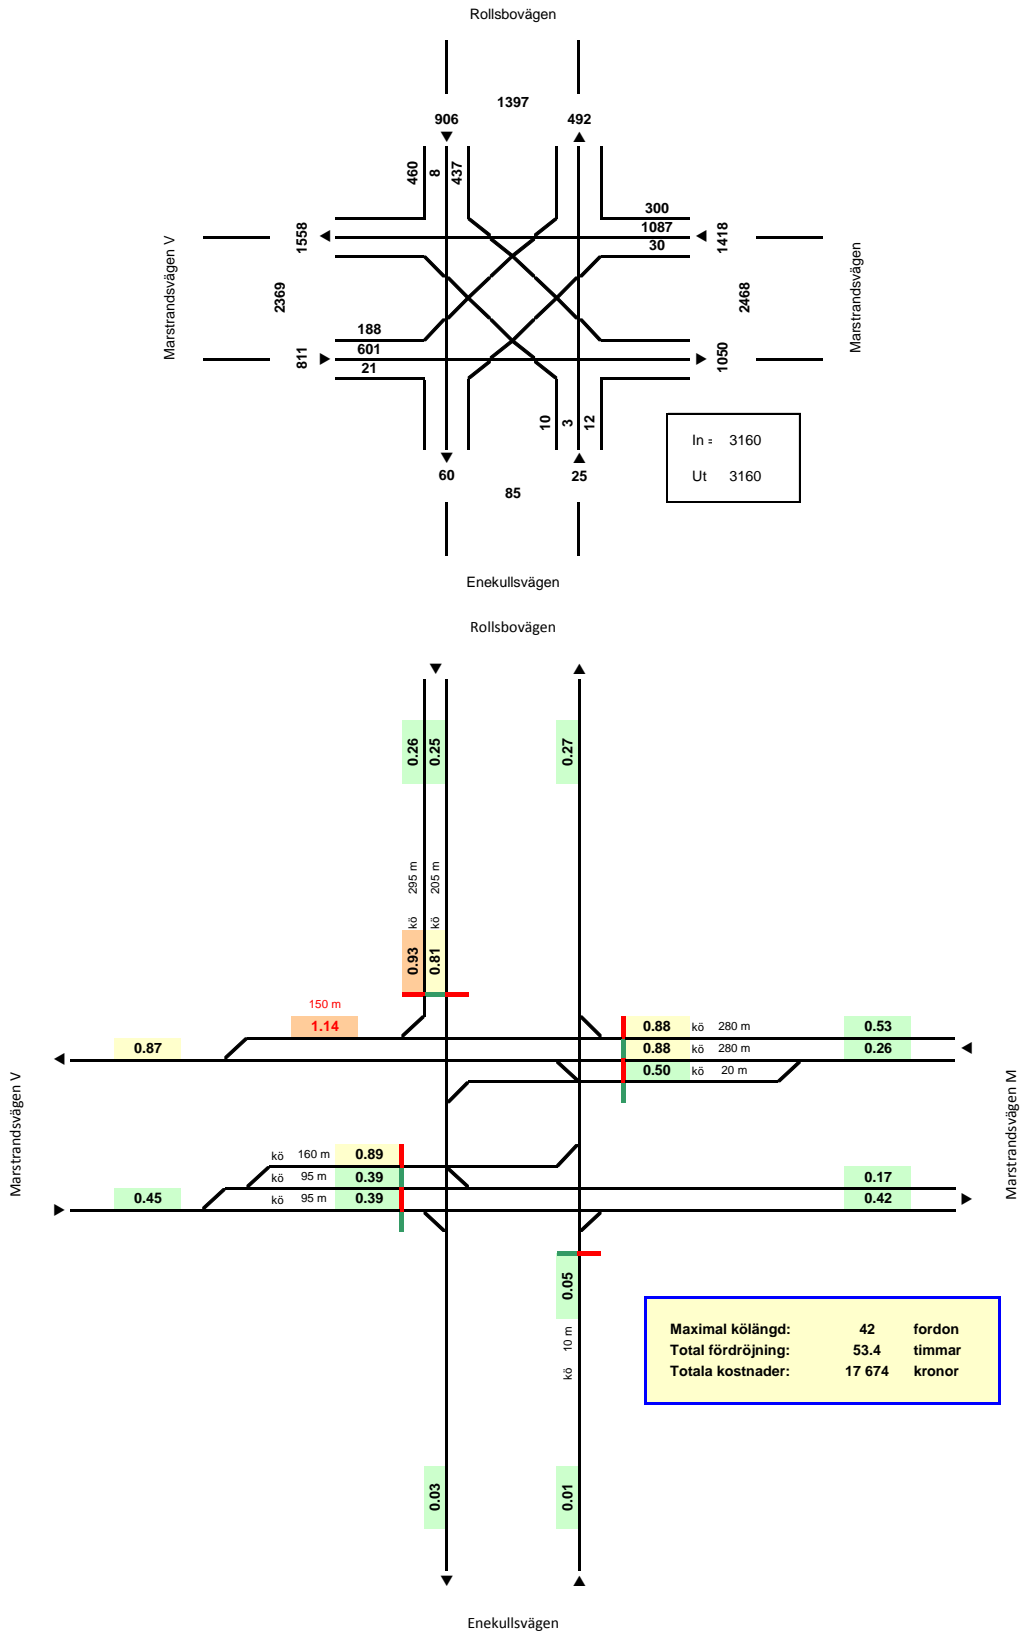 Rollsbovägen
1397
906
492
460
8
437
300
1087
30
1558
1418
Marstrandsvägen V
2369
2468
Marstrandsvägen
188
601
21
811
1050
10
3
12
In = 3160
Ut 3160
60
25
85
Enekullsvägen
Rollsbovägen
0.26
0.25
0.27
kö 295 m
kö 205 m
0.93
0.81
150 m
1.14
0.88 kö 280 m 0.53
0.87
0.88 kö 280 m 0.26
0.50 kö 20 m
Marstrandsvägen V
Marstrandsvägen M
kö 160 m 0.89
kö 95 m 0.39
0.17
0.45
kö 95 m 0.39
0.42
0.05
kö 10 m
Maximal kölängd: 42 fordon
Total fördröjning: 53.4 timmar
Totala kostnader: 17 674 kronor
0.03
0.01
Enekullsvägen